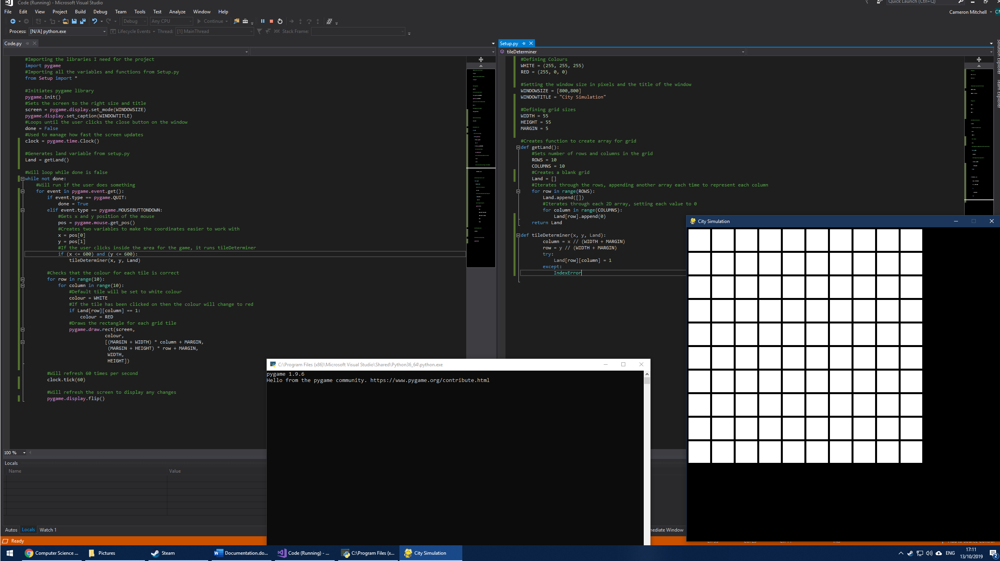 Code (Running) - Microsoft Visual Studio
Quick Launch (Ctrl+Q)
File Edit View Project Build Debug Team Tools Test Analyze Window Help
Cameron Mitchell
Debug Any CPU Continue
Process: [N/A] python.exe Lifecycle Events Thread: [1] MainThread Stack Frame:
Code.py
#Importing the libraries I need for the project
import pygame
#Importing all the variables and functions from Setup.py
from Setup import *
#Initiates pygame library
pygame.init()
#Sets the screen to the right size and title
screen = pygame.display.set_mode(WINDOWSIZE)
pygame.display.set_caption(WINDOWTITLE)
#Loops until the user clicks the close button on the window
done = False
#Used to manage how fast the screen updates
clock = pygame.time.Clock()
#Generates land variable from setup.py
Land = getLand()
#Will loop while done is false
while not done:
#Will run if the user does something
for event in pygame.event.get():
if event.type == pygame.QUIT:
done = True
elif event.type == pygame.MOUSEBUTTONDOWN:
#Gets x and y position of the mouse
pos = pygame.mouse.get_pos()
#Creates two variables to make the coordinates easier to work with
x = pos[0]
y = pos[1]
#If the user clicks inside the area for the game, it runs tileDeterminer
if (x <= 600) and (y <= 600):
tileDeterminer(x, y, Land)
#Checks that the colour for each tile is correct
for row in range(10):
for column in range(10):
#Default tile will be set to white colour
colour = WHITE
#If the tile has been clicked on then the colour will change to red
if Land[row][column] == 1:
colour = RED
#Draws the rectangle for each grid tile
pygame.draw.rect(screen,
colour,
[(MARGIN + WIDTH) * column + MARGIN,
(MARGIN + HEIGHT) * row + MARGIN,
WIDTH,
HEIGHT])
#Will refresh 60 times per second
clock.tick(60)
#Will refresh the screen to display any changes
pygame.display.flip()
Setup.py
tileDeterminer
#Defining Colours
WHITE = (255, 255, 255)
RED = (255, 0, 0)
#Setting the window size in pixels and the title of the window
WINDOWSIZE = [800,800]
WINDOWTITLE = "City Simulation"
#Defining grid sizes
WIDTH = 55
HEIGHT = 55
MARGIN = 5
#Creates function to create array for grid
def getLand():
#Sets number of rows and columns in the grid
ROWS = 10
COLUMNS = 10
#Creates a blank grid
Land = []
#Iterates through the rows, appending another array each time to represent each column
for row in range(ROWS):
Land.append([])
#Iterates through each 2D array, setting each value to 0
for column in range(COLUMNS):
Land[row].append(0)
return Land
def tileDeterminer(x, y, Land):
column = x // (WIDTH + MARGIN)
row = y // (WIDTH + MARGIN)
try:
Land[row][column] = 1
except:
IndexError
Solution Explorer
Team Explorer
City Simulation
C:\Program Files (x86)\Microsoft Visual Studio\Shared\Python36_64\python.exe
pygame 1.9.6
Hello from the pygame community. https://www.pygame.org/contribute.html
100 %
Locals
Name Value
Autos Locals Watch 1
mediate Window
Ready
Computer Science ... Pictures Steam Documentation.do... Code (Running) - ... C:\Program Files (x... City Simulation
ENG
17:11
13/10/2019
2